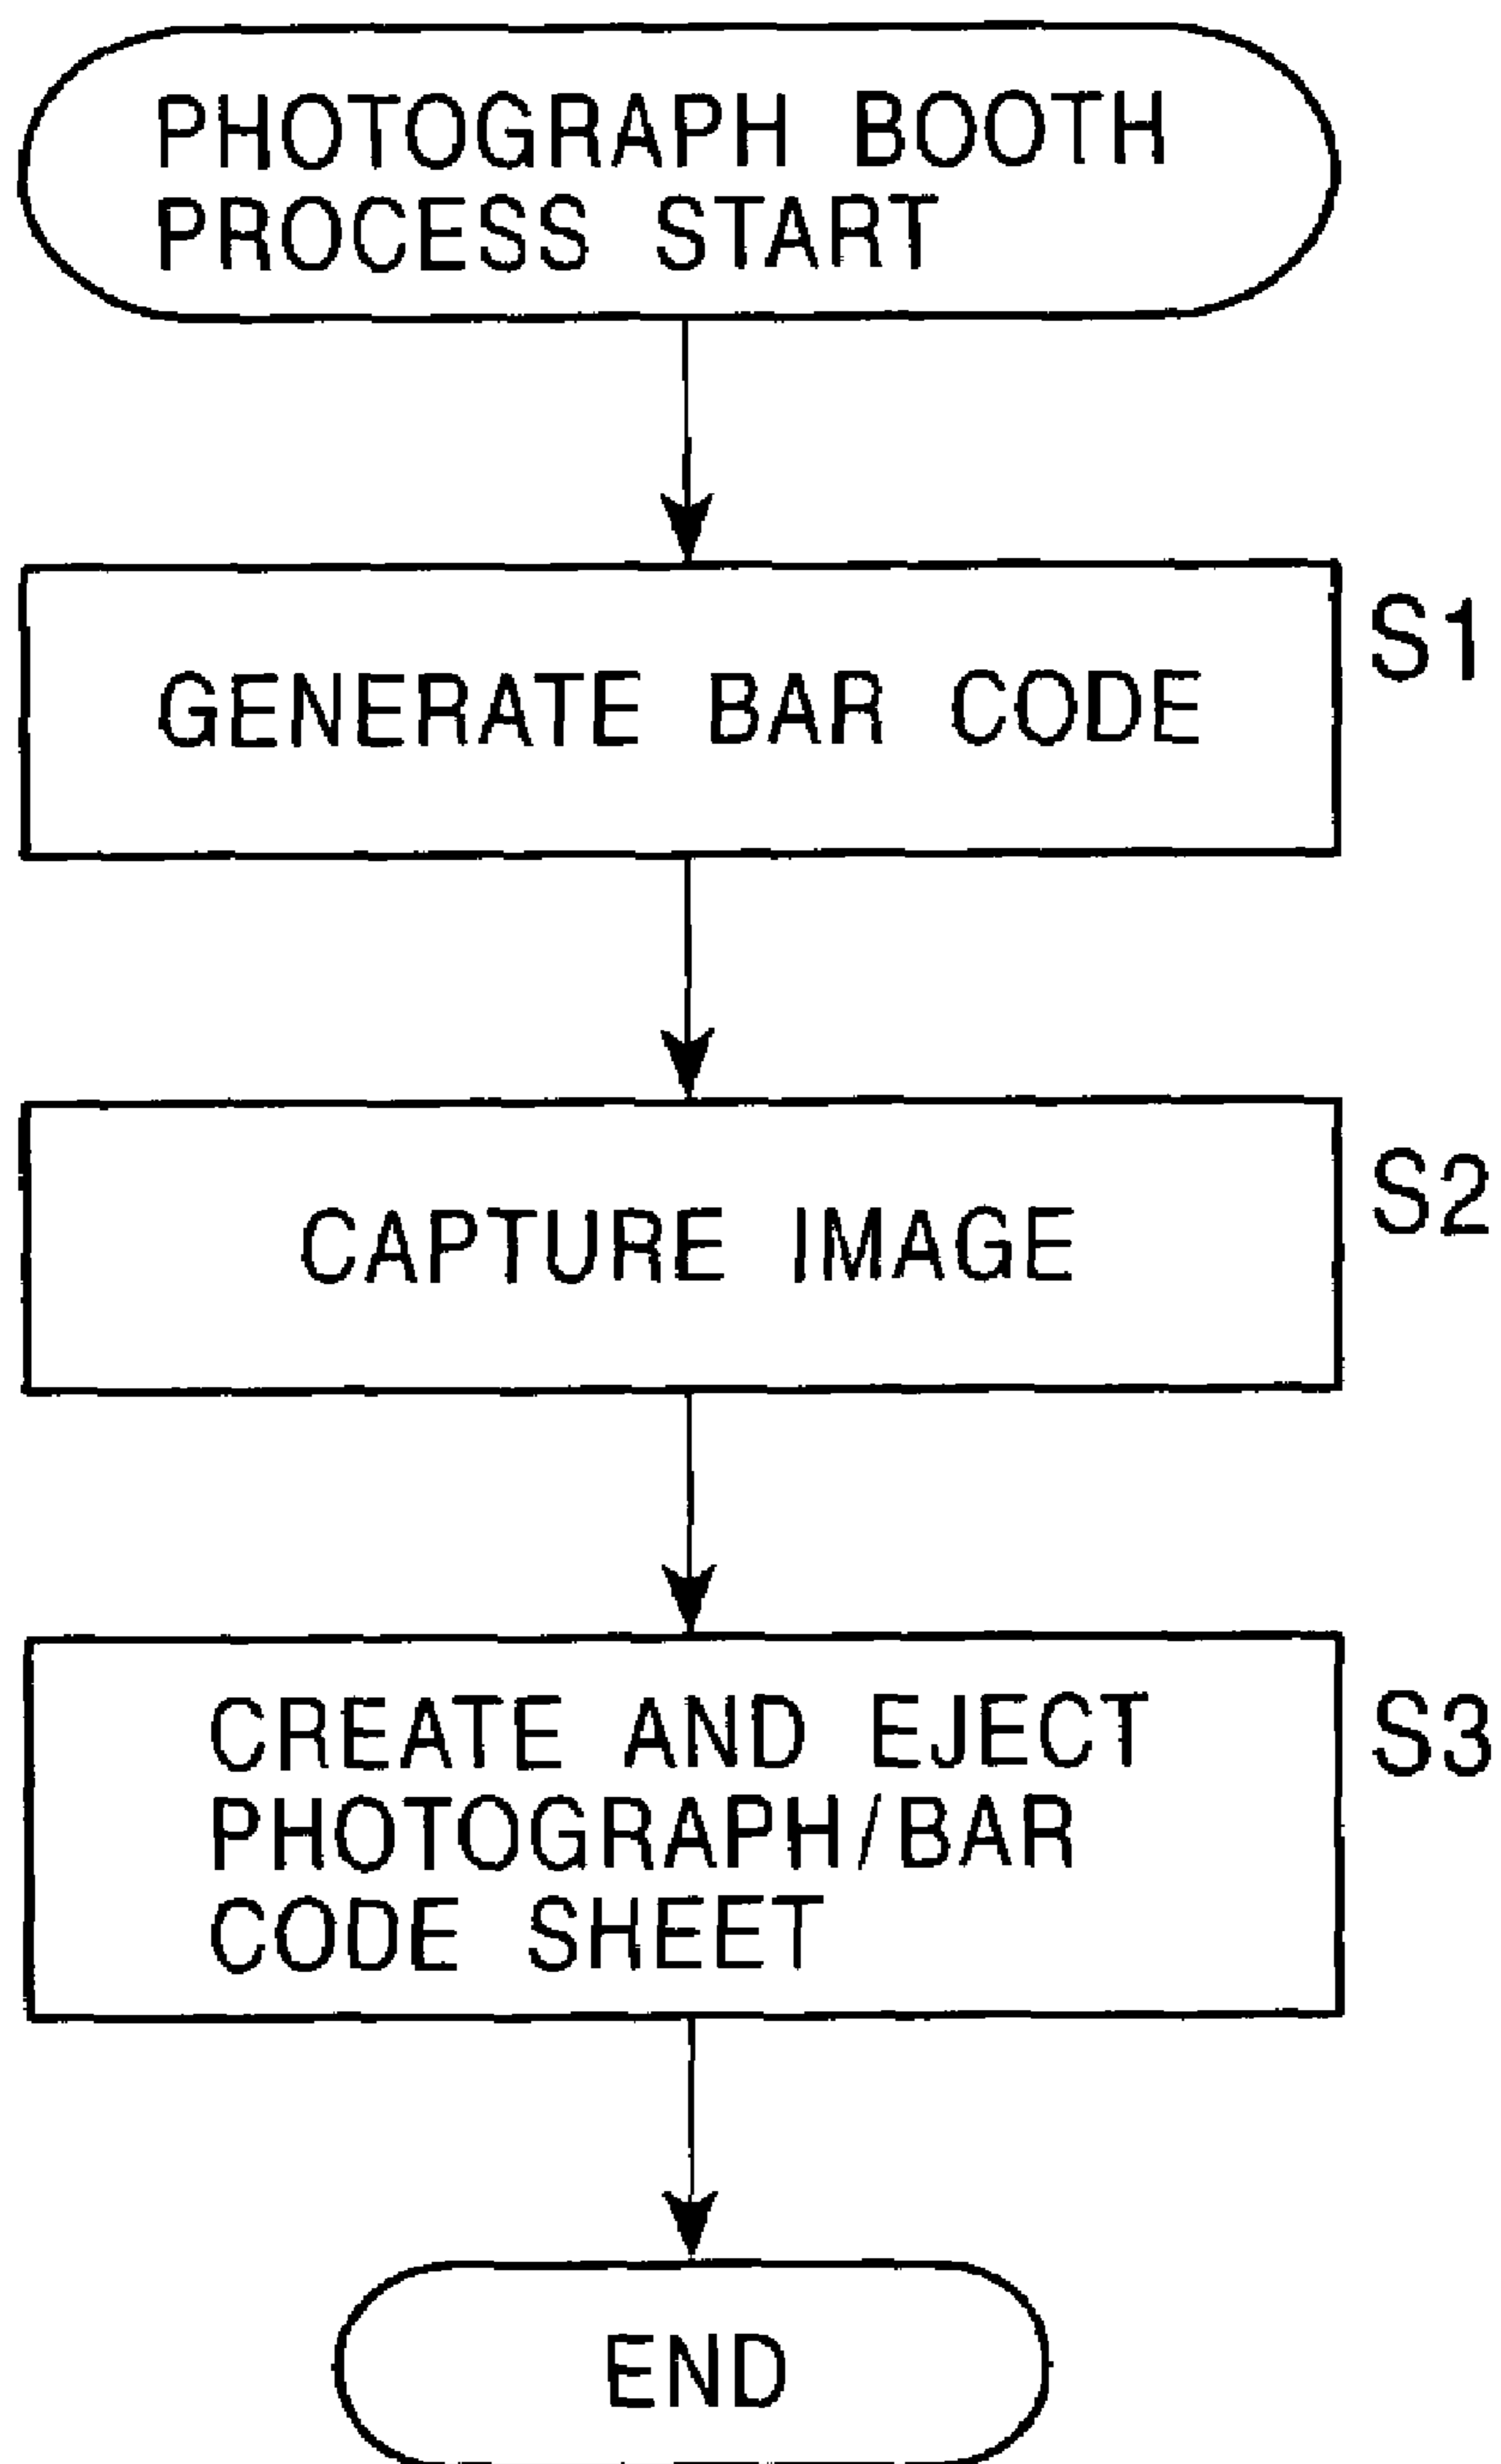 PHOTOGRAPH BOOTH
PROCESS START
S1
GENERATE BAR CODE
S2
CAPTURE IMAGE
S3
CREATE AND EJECT
PHOTOGRAPH/BAR
CODE SHEET
END